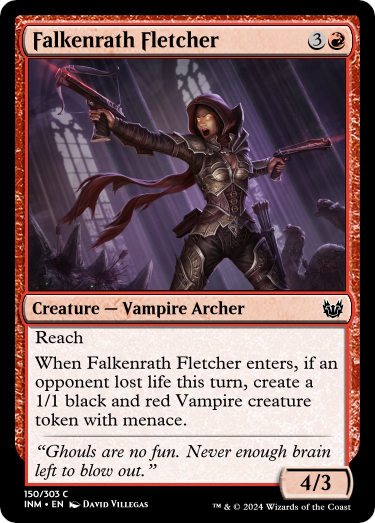 Falkenrath Fletcher 3
Creature — Vampire Archer
Reach
When Falkenrath Fletcher enters, if an
opponent lost life this turn, create a
1/1 black and red Vampire creature
token with menace.
“Ghouls are no fun. Never enough brain
left to blow out.”
4/3
150/303 C
INM • EN David Villegas
™ & © 2024 Wizards of the Coast